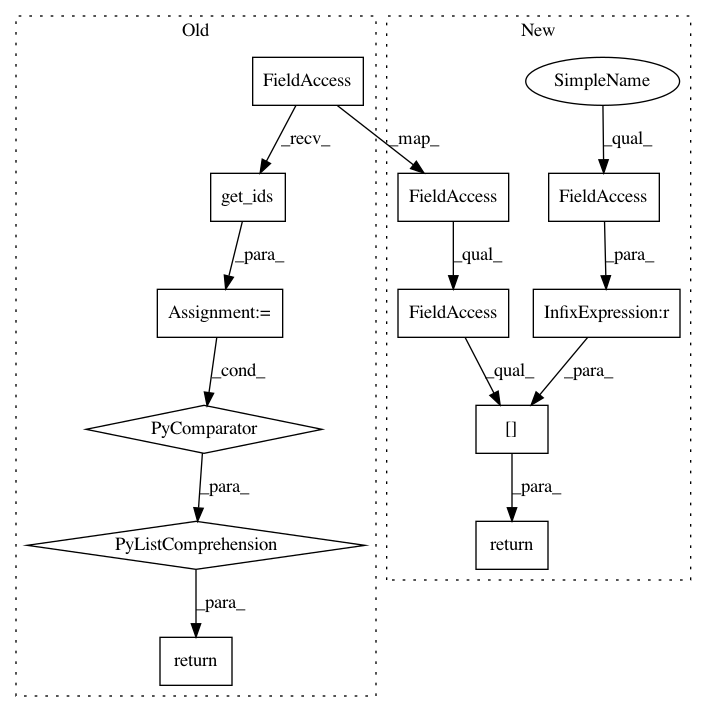 Old
New
FieldAccess
SimpleName
_recv_
_map_
_qual_
get_ids
FieldAccess
FieldAccess
_para_
_qual_
_para_
Assignment:=
FieldAccess
InfixExpression:r
_cond_
_qual_
_para_
PyComparator
[]
_para_
_para_
PyListComprehension
return
_para_
return